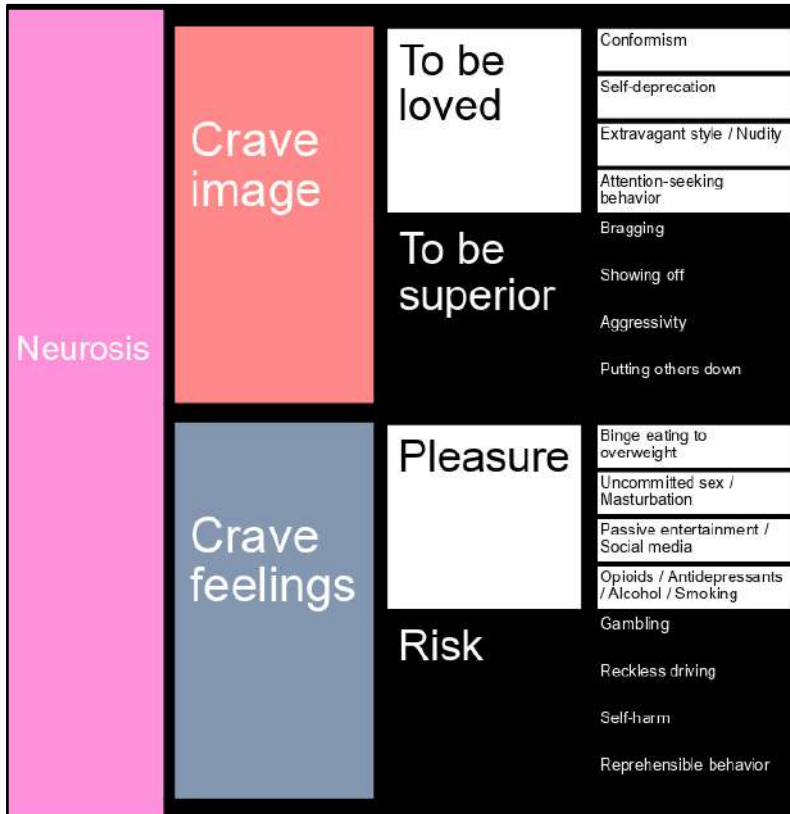 Neurosis
Crave
image
To be
loved
Conformism
Self-deprecation
Extravagant style / Nudity
Attention-seeking
behavior
To be
superior
Bragging
Showing off
Aggressivity
Putting others down
Crave
feelings
Pleasure
Binge eating to
overweight
Uncommitted sex /
Masturbation
Passive entertainment /
Social media
Opioids / Antidepressants
/ Alcohol / Smoking
Risk
Gambling
Reckless driving
Self-harm
Reprehensible behavior